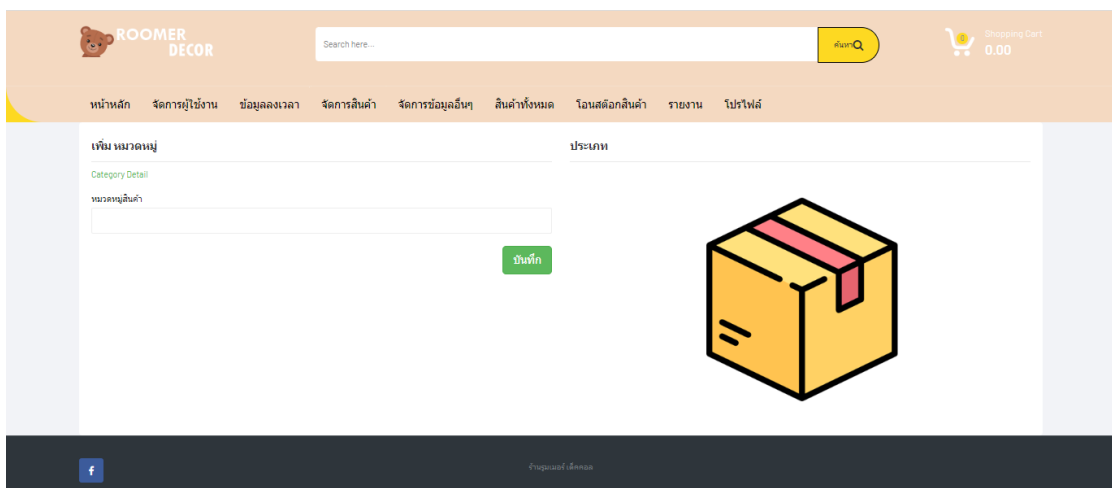 ROOMER
DECOR
Search here...
ค้นหา
0
Shopping Cart
0.00
หน้าหลัก จัดการผู้ใช้งาน ข้อมูลลงเวลา จัดการสินค้า จัดการข้อมูลอื่นๆ สินค้าทั้งหมด โอนสต๊อกสินค้า รายงาน โปรไฟล์
เพิ่ม หมวดหมู่
ประเภท
Category Detail
หมวดหมู่สินค้า
บันทึก
f